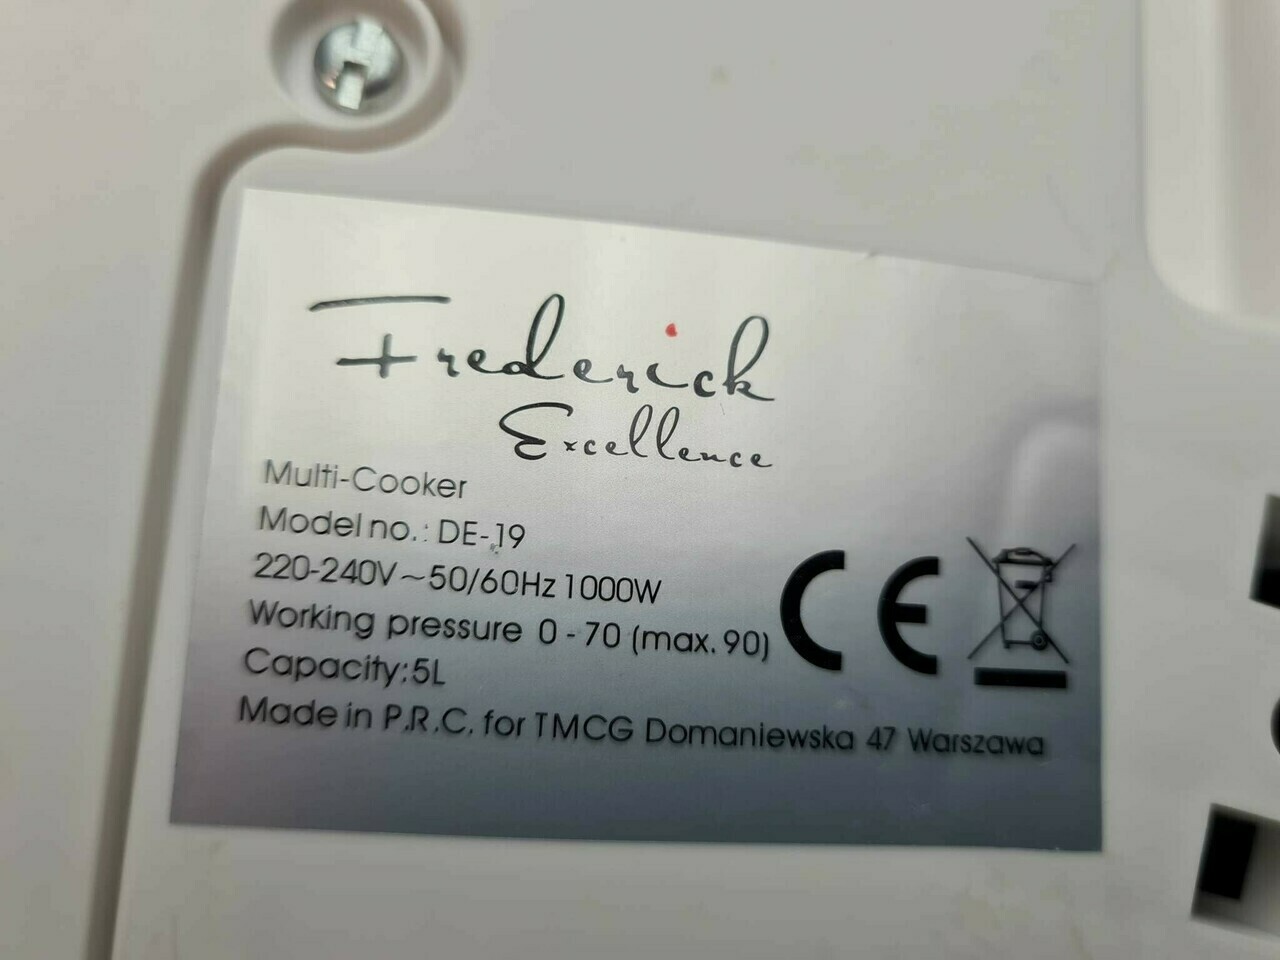 Frederick
Excellence
Multi-Cooker
Model no.: DE-19
220-240V~50/60Hz 1000W
Working pressure 0 - 70 (max. 90)
Capacity:5L
Made in P.R.C. for TMCG Domaniewska 47 Warszawa
CE